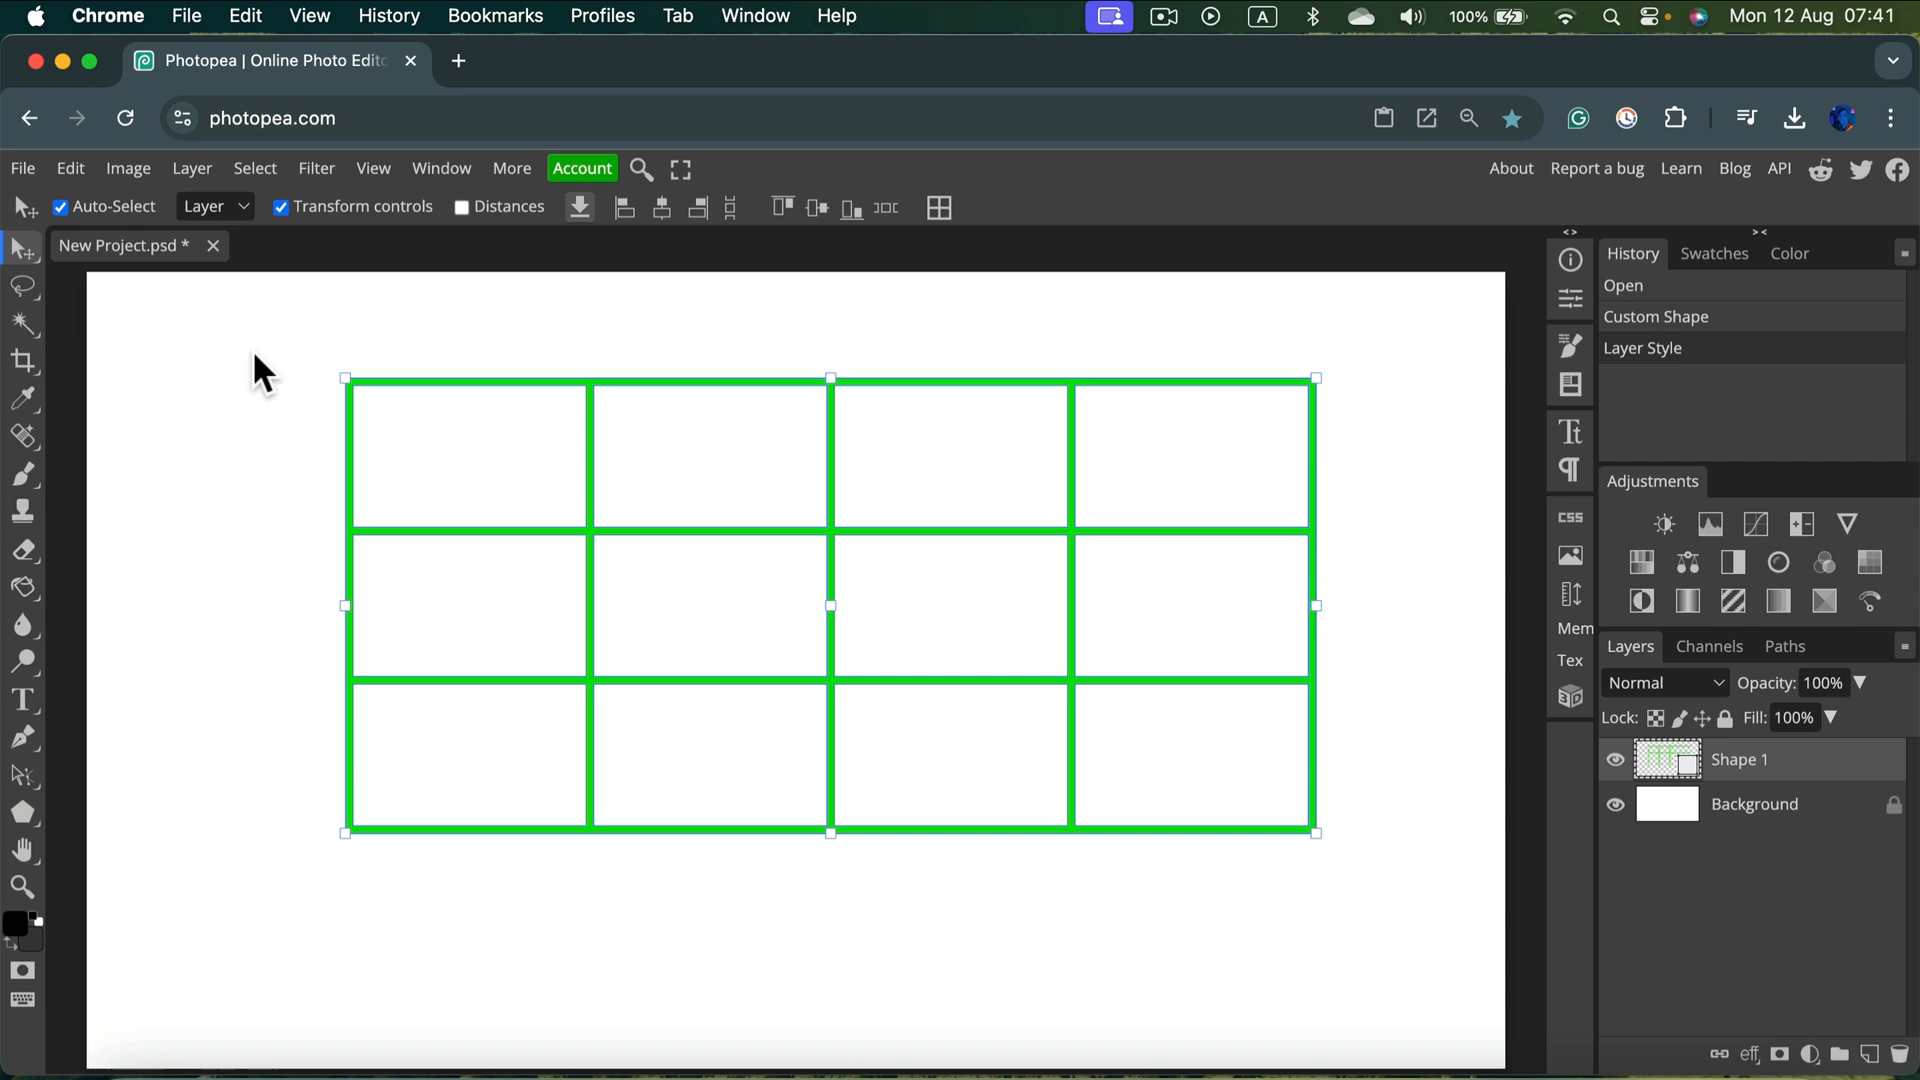 Chrome File Edit View History Bookmarks Profiles Tab Window Help A 100% Mon 12 Aug 07:41
Photopea | Online Photo Edito
photopea.com
File Edit Image Layer Select Filter View Window More Account About Report a bug Learn Blog API
Auto-Select Layer Transform controls Distances
New Project.psd *
< > > <
History Swatches Color
Open
Custom Shape
Layer Style
Adjustments
CSS
Mem
Tex
3D
Layers Channels Paths
Normal Opacity: 100%
Lock: Fill: 100%
Shape 1
Background
eff